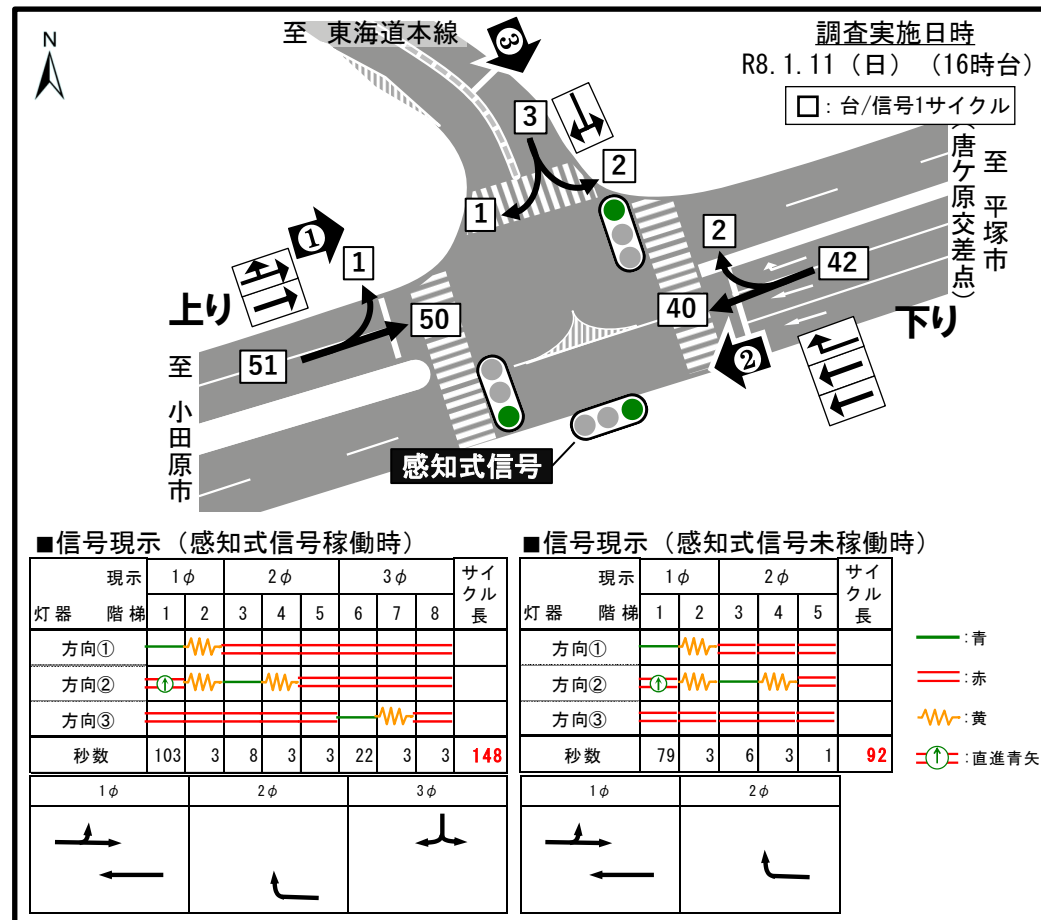 N
至 東海道本線
❸
調査実施日時
R8.1.11（日）（16時台）
□：台/信号1サイクル
3
2
1
❶
1
上り
50
51
至 小田原市
2
42
40
❷
下り
至 平塚市
（唐ケ原交差点）
感知式信号
■信号現示（感知式信号稼働時）
現示 1φ 2φ 3φ サイクル長
灯器 階梯 1 2 3 4 5 6 7 8
方向①
方向②
方向③
秒数 103 3 8 3 3 22 3 3 148
1φ 2φ 3φ
■信号現示（感知式信号未稼働時）
現示 1φ 2φ サイクル長
灯器 階梯 1 2 3 4 5
方向①
方向②
方向③
秒数 79 3 6 3 1 92
1φ 2φ
：青
：赤
：黄
：直進青矢